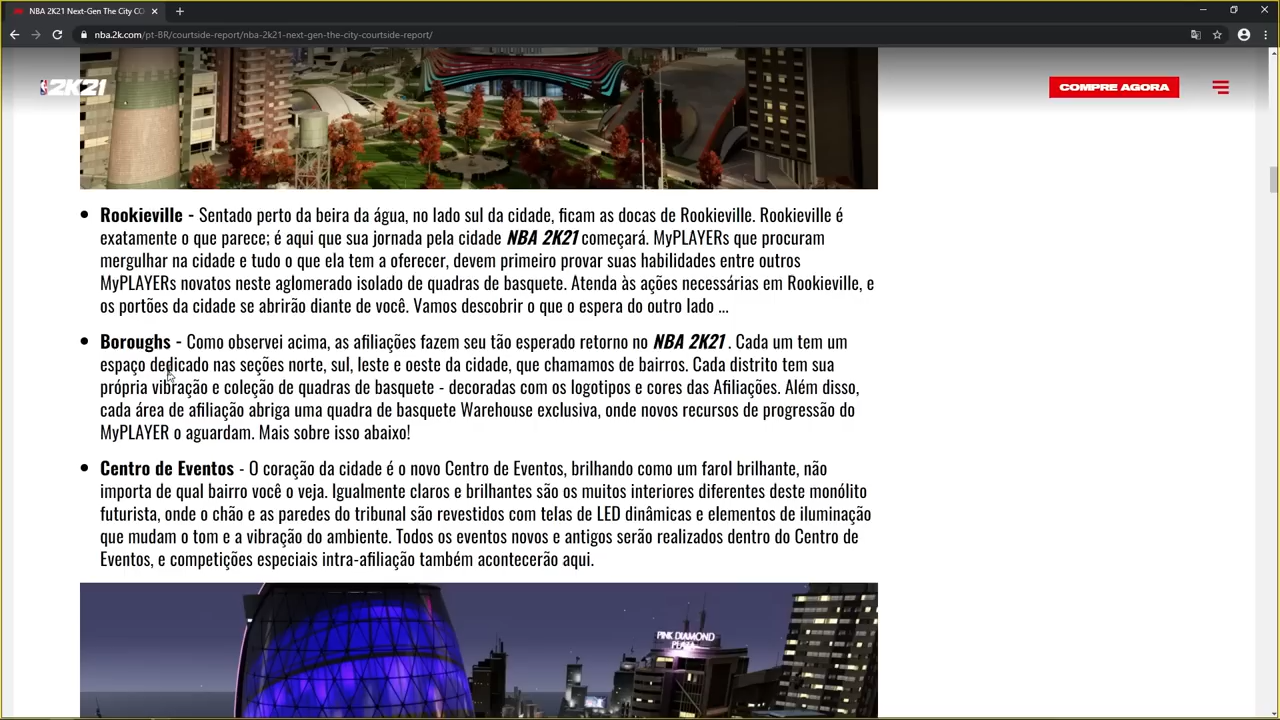 NBA 2K21 Next-Gen The City CO
nba.2k.com/pt-BR/courtside-report/nba-2k21-next-gen-the-city-courtside-report/
2K21
COMPRE AGORA
Rookieville - Sentado perto da beira da água, no lado sul da cidade, ficam as docas de Rookieville. Rookieville é
exatamente o que parece; é aqui que sua jornada pela cidade NBA 2K21 começará. MyPLAYERs que procuram
mergulhar na cidade e tudo o que ela tem a oferecer, devem primeiro provar suas habilidades entre outros
MyPLAYERs novatos neste aglomerado isolado de quadras de basquete. Atenda às ações necessárias em Rookieville, e
os portões da cidade se abrirão diante de você. Vamos descobrir o que o espera do outro lado ...
Boroughs - Como observei acima, as afiliações fazem seu tão esperado retorno no NBA 2K21 . Cada um tem um
espaço dedicado nas seções norte, sul, leste e oeste da cidade, que chamamos de bairros. Cada distrito tem sua
própria vibração e coleção de quadras de basquete - decoradas com os logotipos e cores das Afiliações. Além disso,
cada área de afiliação abriga uma quadra de basquete Warehouse exclusiva, onde novos recursos de progressão do
MyPLAYER o aguardam. Mais sobre isso abaixo!
Centro de Eventos - O coração da cidade é o novo Centro de Eventos, brilhando como um farol brilhante, não
importa de qual bairro você o veja. Igualmente claros e brilhantes são os muitos interiores diferentes deste monólito
futurista, onde o chão e as paredes do tribunal são revestidos com telas de LED dinâmicas e elementos de iluminação
que mudam o tom e a vibração do ambiente. Todos os eventos novos e antigos serão realizados dentro do Centro de
Eventos, e competições especiais intra-afiliação também acontecerão aqui.
PINK DIAMOND
PLAZA